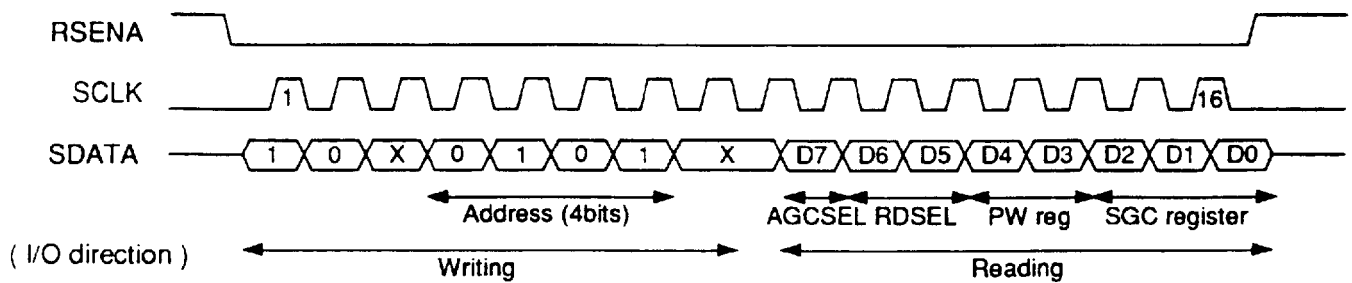 RSENA
SCLK 1 16
SDATA 1 0 X 0 1 0 1 X D7 D6 D5 D4 D3 D2 D1 D0
Address (4bits) AGCSEL RDSEL PW reg SGC register
( I/O direction ) Writing Reading